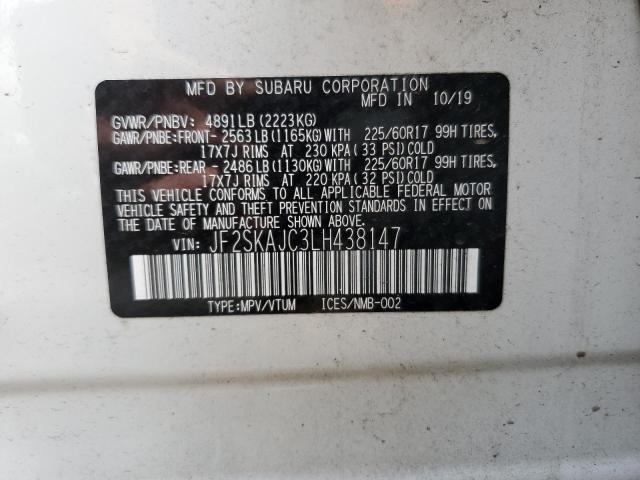 MFD BY SUBARU CORPORATION
MFD IN 10/19
GVWR/PNBV: 4891LB (2223KG)
GAWR/PNBE:FRONT- 2563LB (1165KG)WITH 225/60R17 99H TIRES,
17X7J RIMS AT 230 KPA (33 PSI)COLD
GAWR/PNBE:REAR - 2486LB (1130KG)WITH 225/60R17 99H TIRES,
17X7J RIMS AT 220 KPA (32 PSI)COLD
THIS VEHICLE CONFORMS TO ALL APPLICABLE FEDERAL MOTOR
VEHICLE SAFETY AND THEFT PREVENTION STANDARDS IN EFFECT ON
THE DATE OF MANUFACTURE SHOWN ABOVE.
VIN: JF2SKAJC3LH438147
TYPE:MPV/VTUM ICES/NMB-002